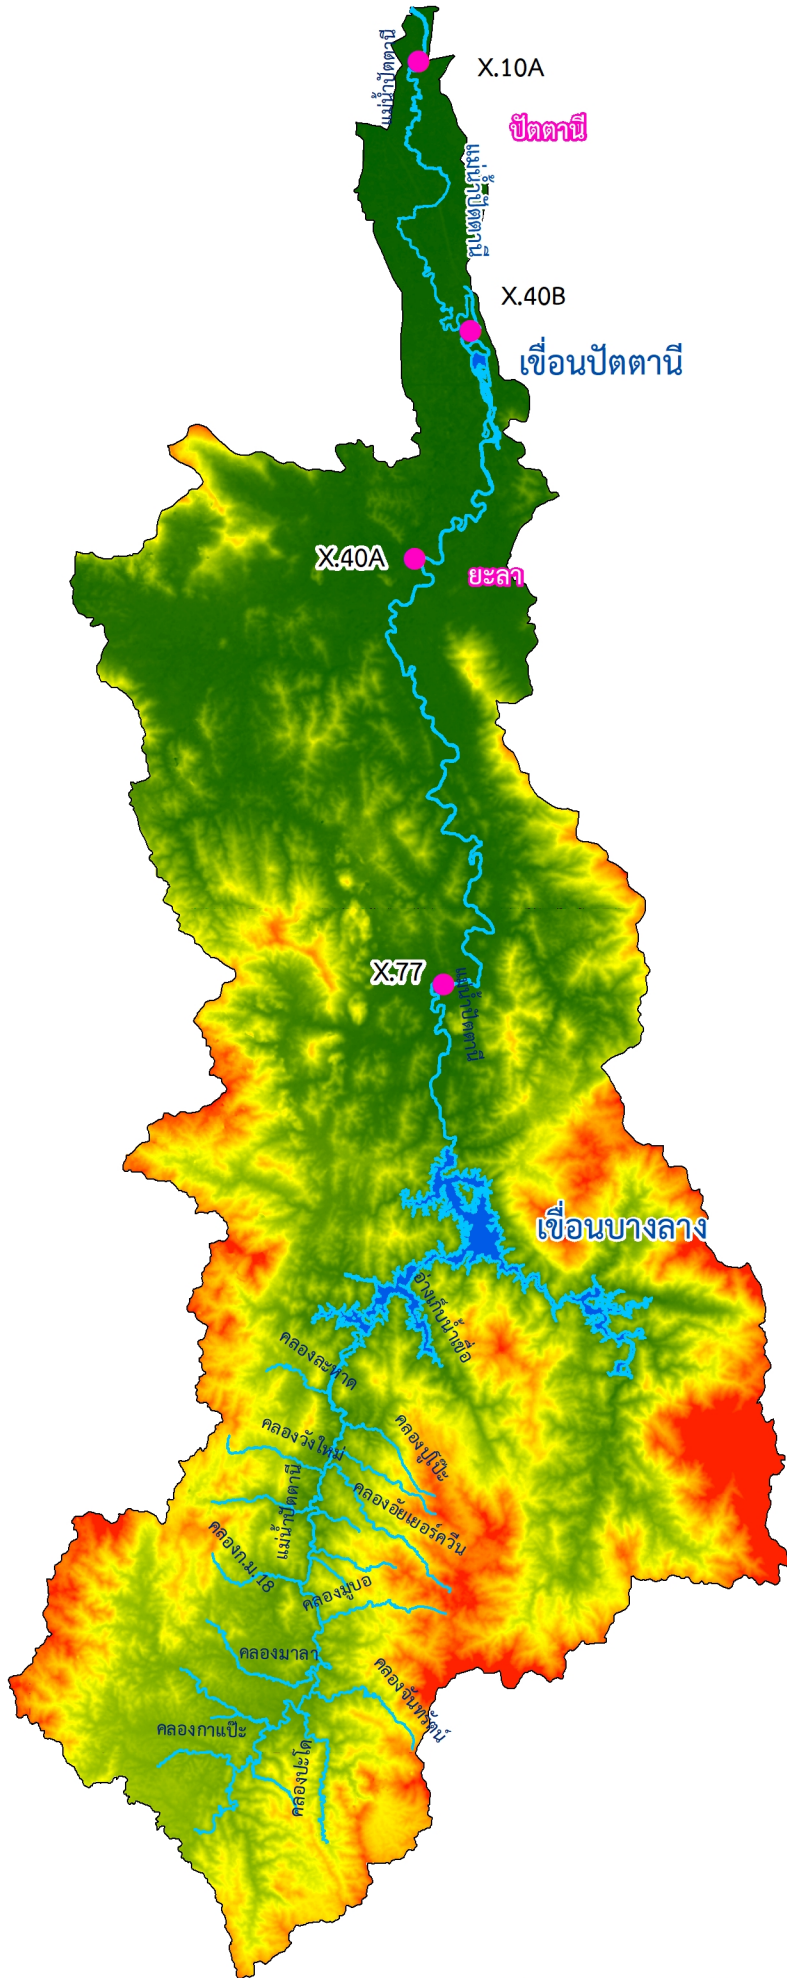 แม่น้ำปัตตานี
X.10A
ปัตตานี
แม่น้ำปัตตานี
X.40B
เขื่อนปัตตานี
X.40A
ยะลา
X.77
แม่น้ำปัตตานี
เขื่อนบางลาง
อ่างเก็บน้ำเขื่อ
คลองละหาด
คลองปูโป๊ะ
คลองวังใหม่
แม่น้ำปัตตานี
คลองอัยเยอร์ควีน
คลองก.ม.18
คลองมูบอ
คลองมาลา
คลองจันทรัตน์
คลองกาแป๊ะ
คลองปะโด